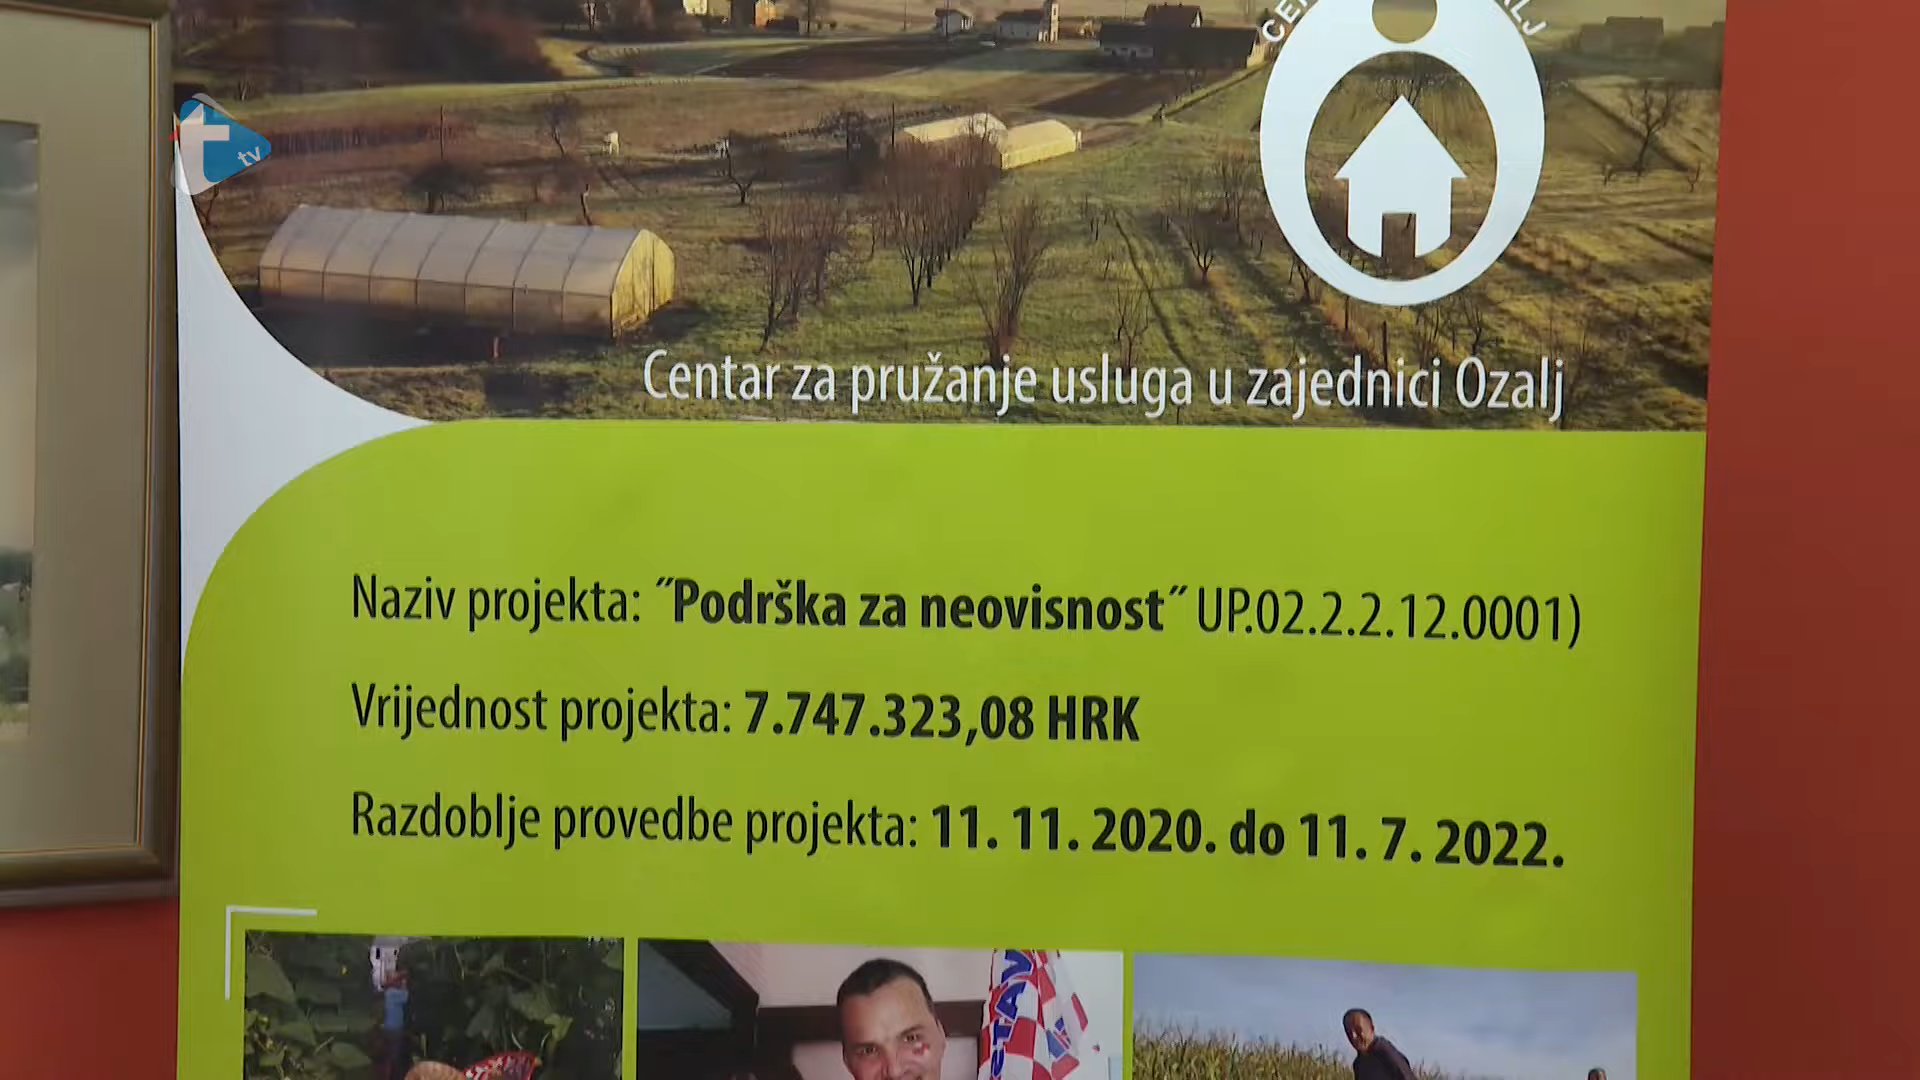 t tv
Centar za pružanje usluga u zajednici Ozalj
Naziv projekta: ˝Podrška za neovisnost˝ UP.02.2.2.12.0001)
Vrijednost projekta: 7.747.323,08 HRK
Razdoblje provedbe projekta: 11. 11. 2020. do 11. 7. 2022.